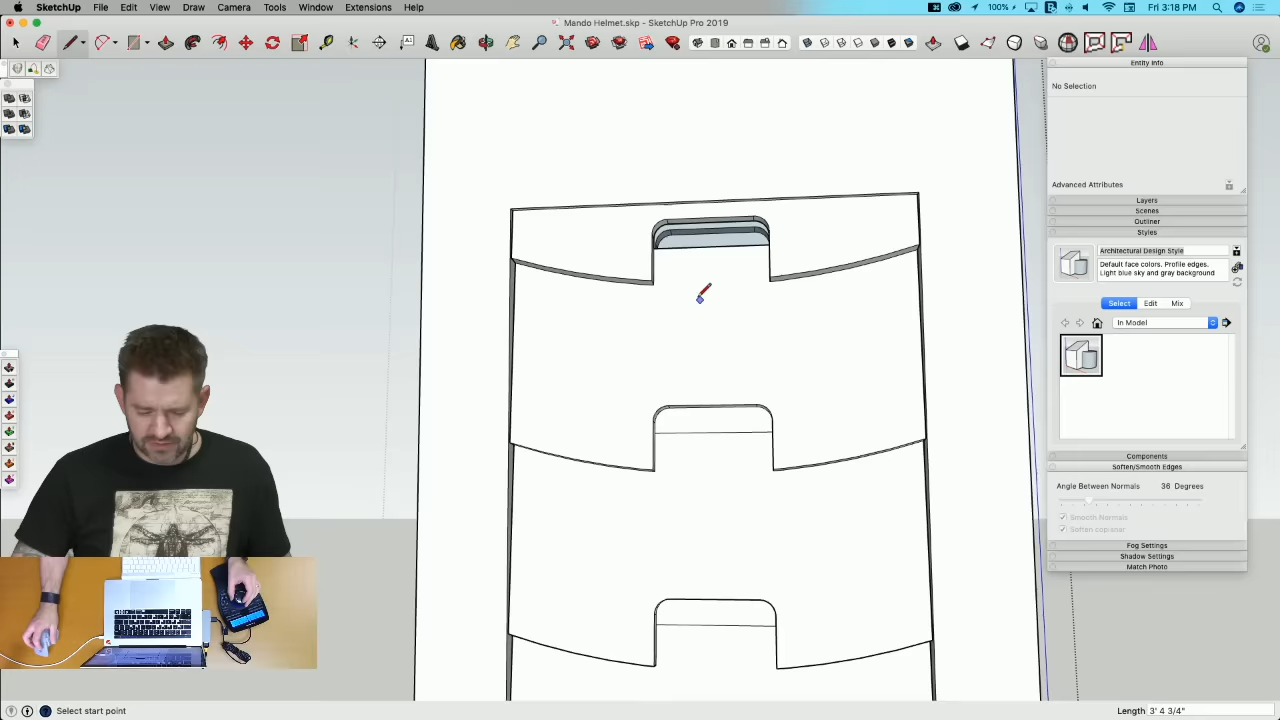 SketchUp File Edit View Draw Camera Tools Window Extensions Help
100% Fri 3:18 PM
Mando Helmet.skp - SketchUp Pro 2019
Entity Info
No Selection
Advanced Attributes
Layers
Scenes
Outliner
Styles
Architectural Design Style
Default face colors. Profile edges.
Light blue sky and gray background
Select Edit Mix
In Model
Components
Soften/Smooth Edges
Angle Between Normals 36 Degrees
Smooth Normals
Soften coplanar
Fog Settings
Shadow Settings
Match Photo
Select start point
Length 3' 4 3/4"